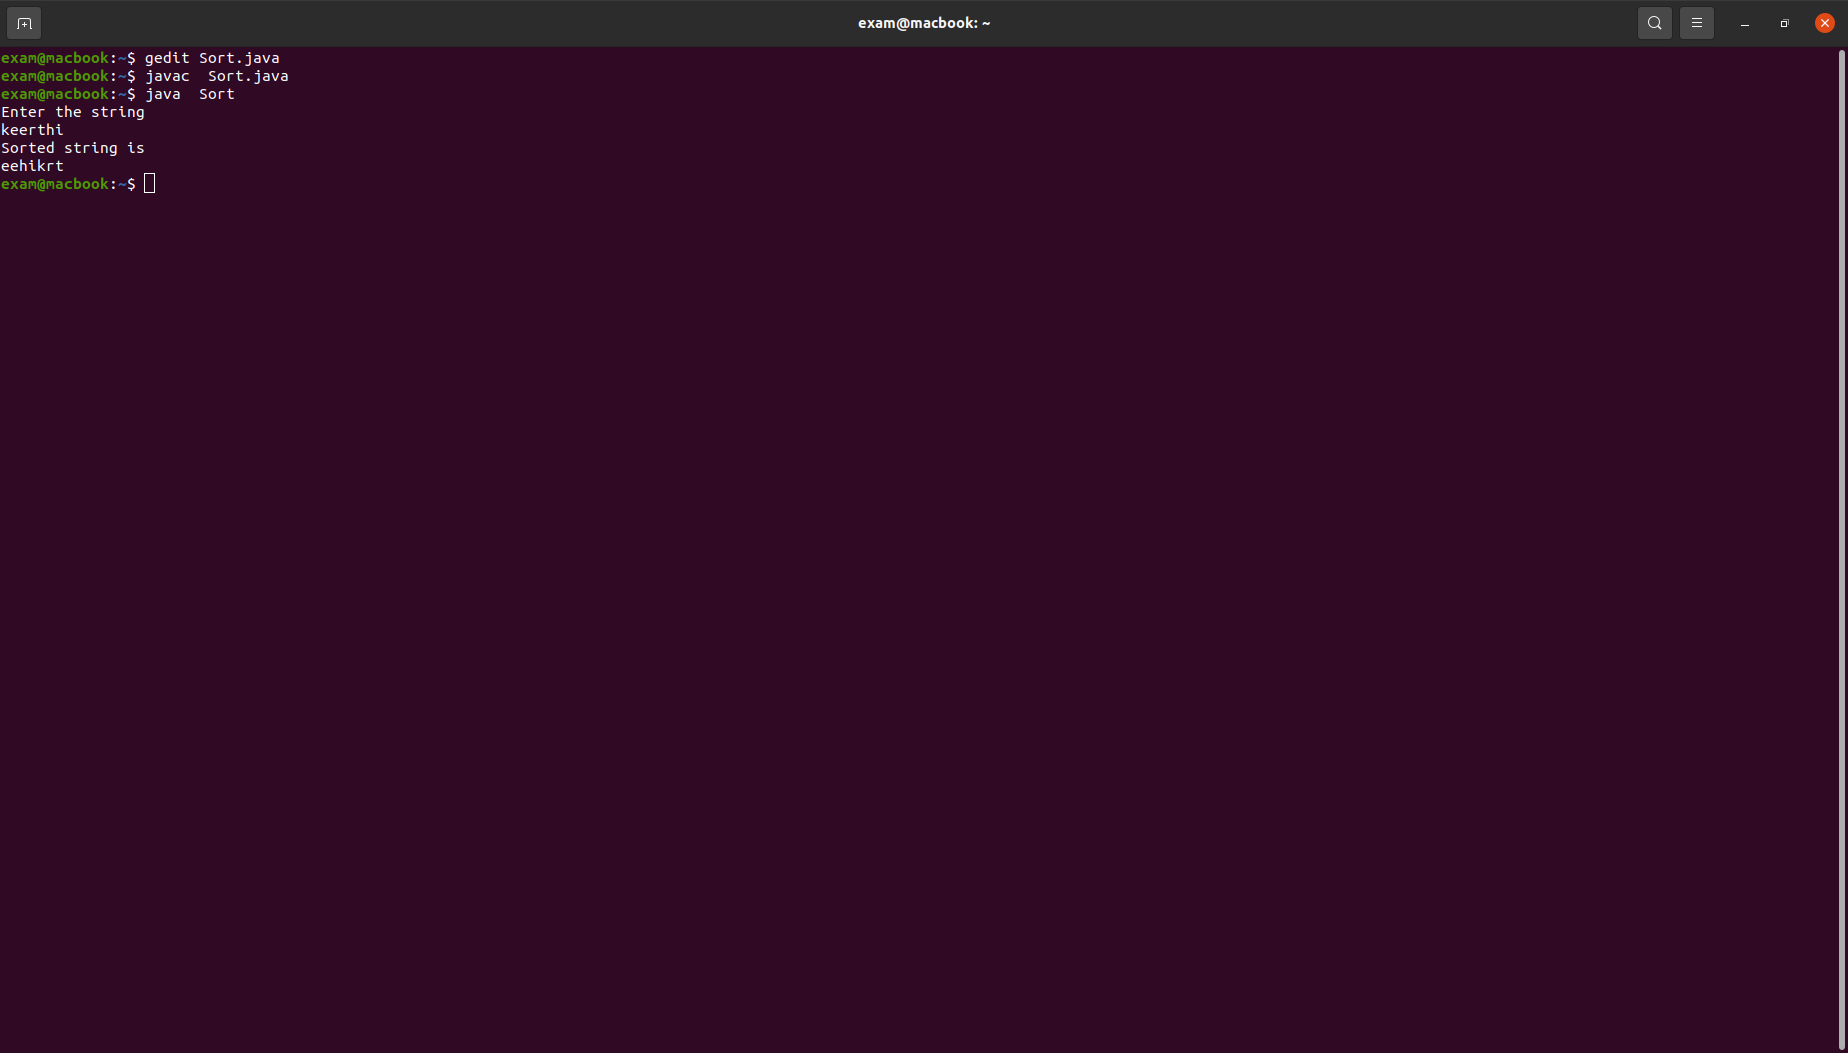 exam@macbook: ~
exam@macbook:~$ gedit Sort.java
exam@macbook:~$ javac  Sort.java
exam@macbook:~$ java  Sort
Enter the string
keerthi
Sorted string is
eehikrt
exam@macbook:~$